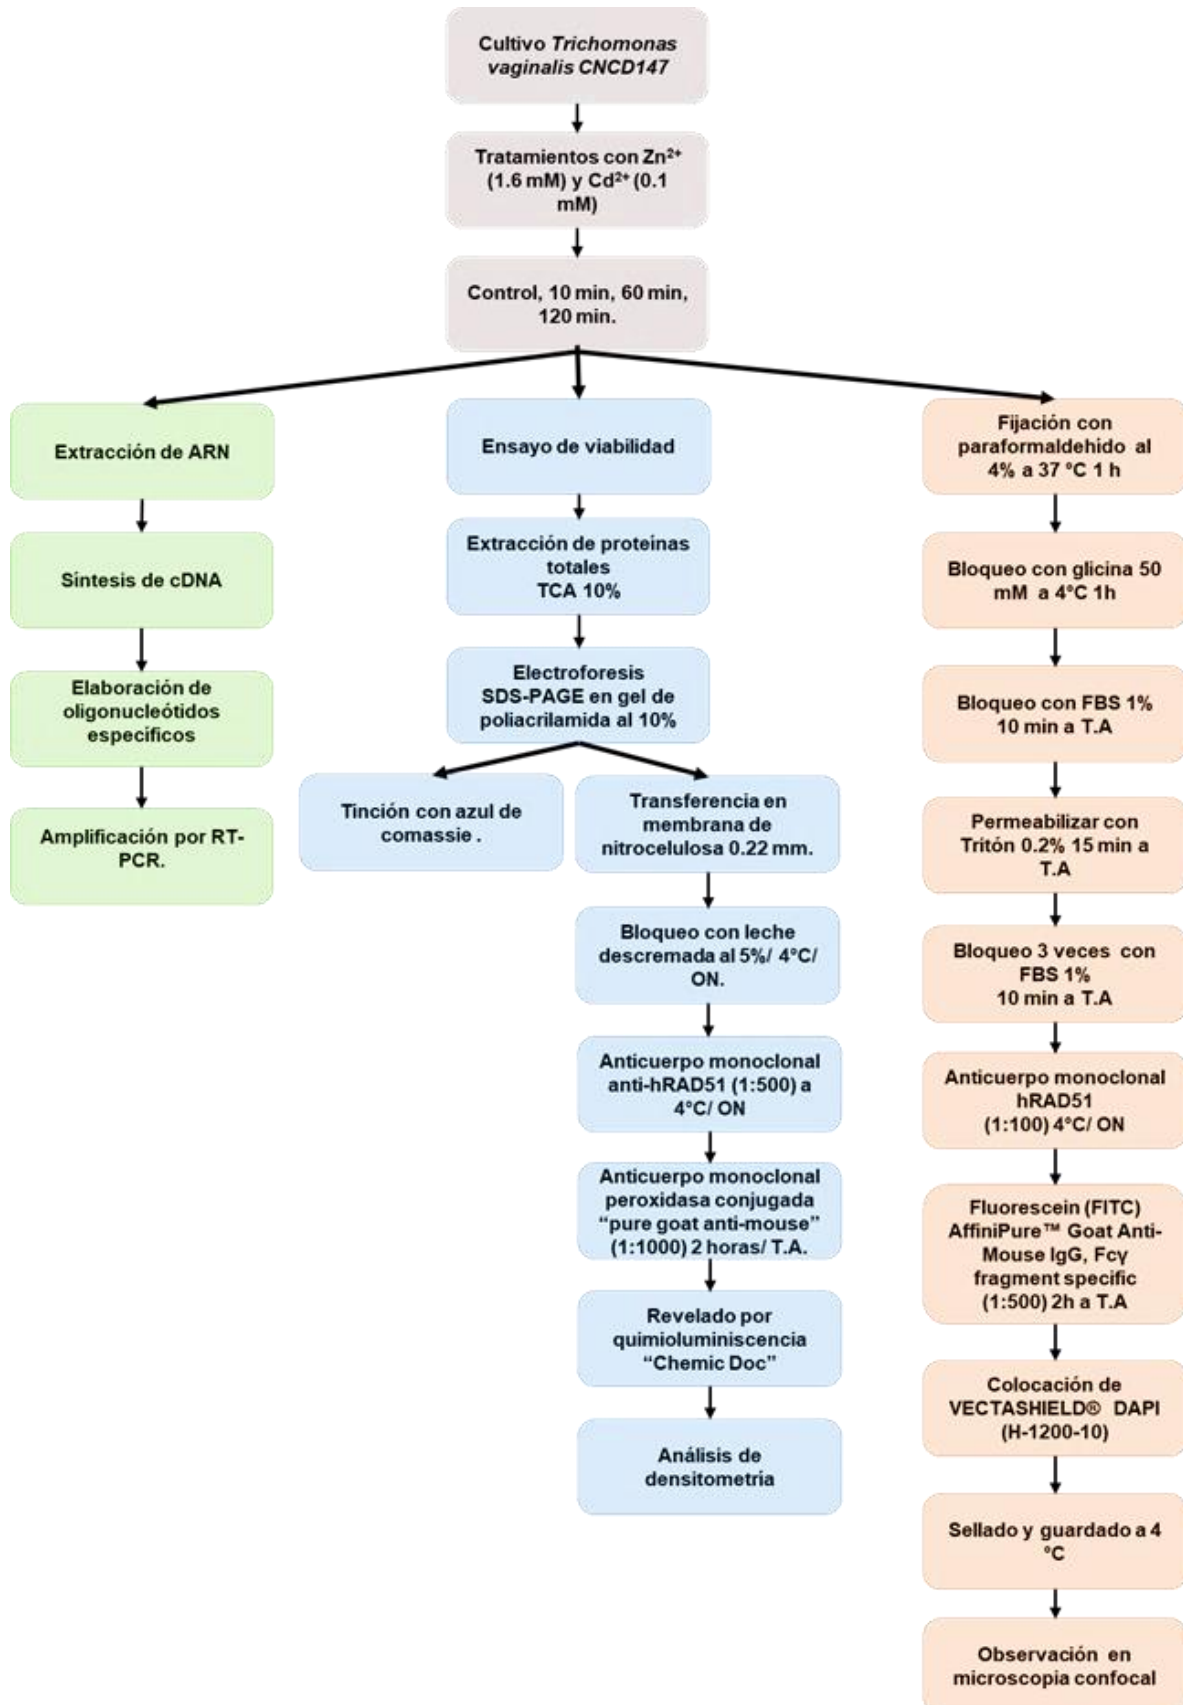 Cultivo Trichomonas
vaginalis CNCD147
Tratamientos con Zn²⁺
(1.6 mM) y Cd²⁺ (0.1
mM)
Control, 10 min, 60 min,
120 min.
Extracción de ARN
Síntesis de cDNA
Elaboración de
oligonucleótidos
específicos
Amplificación por RT-
PCR.
Ensayo de viabilidad
Extracción de proteínas
totales
TCA 10%
Electroforesis
SDS-PAGE en gel de
poliacrilamida al 10%
Tinción con azul de
comassie .
Transferencia en
membrana de
nitrocelulosa 0.22 mm.
Bloqueo con leche
descremada al 5%/ 4°C/
ON.
Anticuerpo monoclonal
anti-hRAD51 (1:500) a
4°C/ ON
Anticuerpo monoclonal
peroxidasa conjugada
“pure goat anti-mouse”
(1:1000) 2 horas/ T.A.
Revelado por
quimioluminiscencia
“Chemic Doc”
Análisis de
densitometría
Fijación con
paraformaldehido al
4% a 37 °C 1 h
Bloqueo con glicina 50
mM a 4°C 1h
Bloqueo con FBS 1%
10 min a T.A
Permeabilizar con
Tritón 0.2% 15 min a
T.A
Bloqueo 3 veces con
FBS 1%
10 min a T.A
Anticuerpo monoclonal
hRAD51
(1:100) 4°C/ ON
Fluorescein (FITC)
AffiniPure™ Goat Anti-
Mouse IgG, Fcγ
fragment specific
(1:500) 2h a T.A
Colocación de
VECTASHIELD® DAPI
(H-1200-10)
Sellado y guardado a 4
°C
Observación en
microscopia confocal